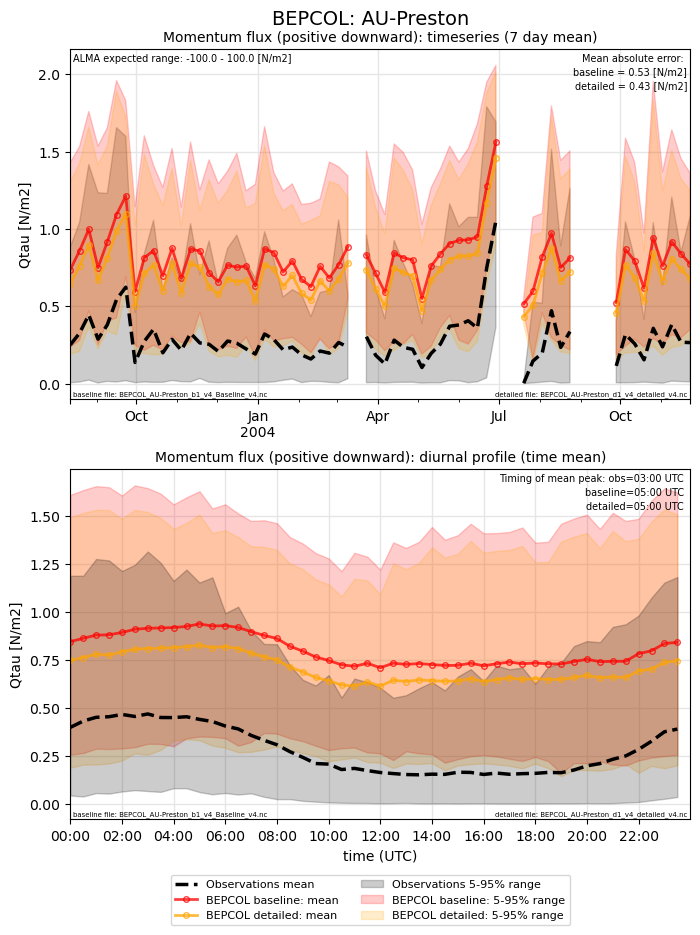 BEPCOL: AU-Preston
Momentum flux (positive downward): timeseries (7 day mean)
ALMA expected range: -100.0 - 100.0 [N/m2]
Mean absolute error:
baseline = 0.53 [N/m2]
detailed = 0.43 [N/m2]
Qtau [N/m2]
2.0
1.5
1.0
0.5
0.0
baseline file: BEPCOL_AU-Preston_b1_v4_Baseline_v4.nc
detailed file: BEPCOL_AU-Preston_d1_v4_detailed_v4.nc
Oct
Jan
2004
Apr
Jul
Oct
Momentum flux (positive downward): diurnal profile (time mean)
Timing of mean peak: obs=03:00 UTC
baseline=05:00 UTC
detailed=05:00 UTC
Qtau [N/m2]
1.50
1.25
1.00
0.75
0.50
0.25
0.00
baseline file: BEPCOL_AU-Preston_b1_v4_Baseline_v4.nc
detailed file: BEPCOL_AU-Preston_d1_v4_detailed_v4.nc
00:00 02:00 04:00 06:00 08:00 10:00 12:00 14:00 16:00 18:00 20:00 22:00
time (UTC)
Observations mean
BEPCOL baseline: mean
BEPCOL detailed: mean
Observations 5-95% range
BEPCOL baseline: 5-95% range
BEPCOL detailed: 5-95% range